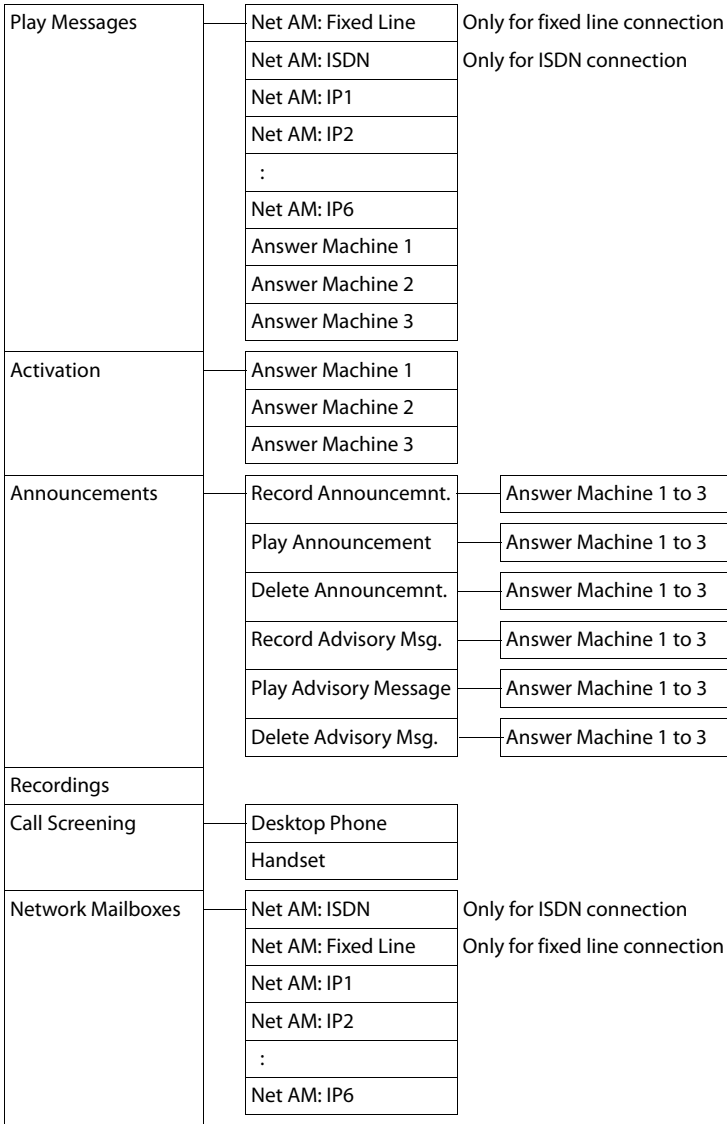 Play Messages Net AM: Fixed Line Only for fixed line connection
Net AM: ISDN Only for ISDN connection
Net AM: IP1
Net AM: IP2
:
Net AM: IP6
Answer Machine 1
Answer Machine 2
Answer Machine 3
Activation Answer Machine 1
Answer Machine 2
Answer Machine 3
Announcements Record Announcemnt. Answer Machine 1 to 3
Play Announcement Answer Machine 1 to 3
Delete Announcemnt. Answer Machine 1 to 3
Record Advisory Msg. Answer Machine 1 to 3
Play Advisory Message Answer Machine 1 to 3
Delete Advisory Msg. Answer Machine 1 to 3
Recordings
Call Screening Desktop Phone
Handset
Network Mailboxes Net AM: ISDN Only for ISDN connection
Net AM: Fixed Line Only for fixed line connection
Net AM: IP1
Net AM: IP2
:
Net AM: IP6